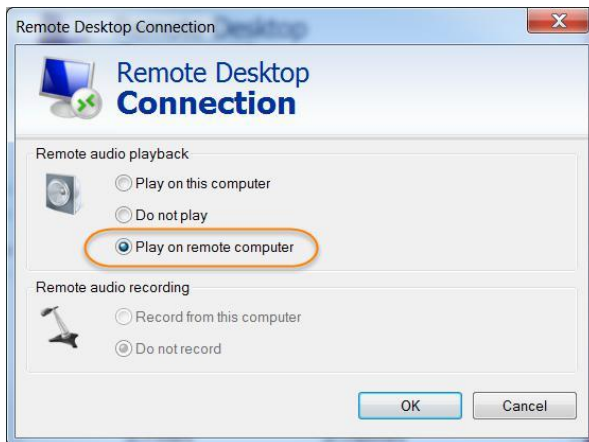 Remote Desktop Connection
Remote Desktop
Connection
Remote audio playback
Play on this computer
Do not play
Play on remote computer
Remote audio recording
Record from this computer
Do not record
OK Cancel